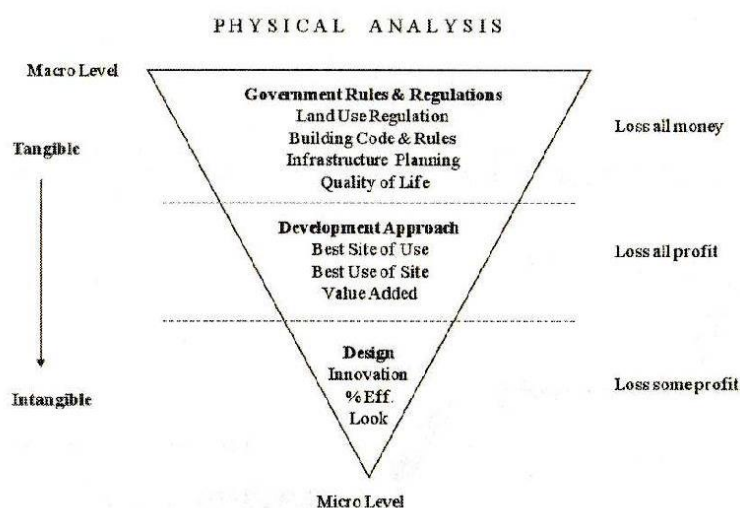 PHYSICAL ANALYSIS
Macro Level
Government Rules & Regulations
Land Use Regulation
Building Code & Rules
Infrastructure Planning
Quality of Life
Loss all money
Tangible
Development Approach
Best Site of Use
Best Use of Site
Value Added
Loss all profit
Design
Innovation
% Eff.
Look
Loss some profit
Intangible
Micro Level